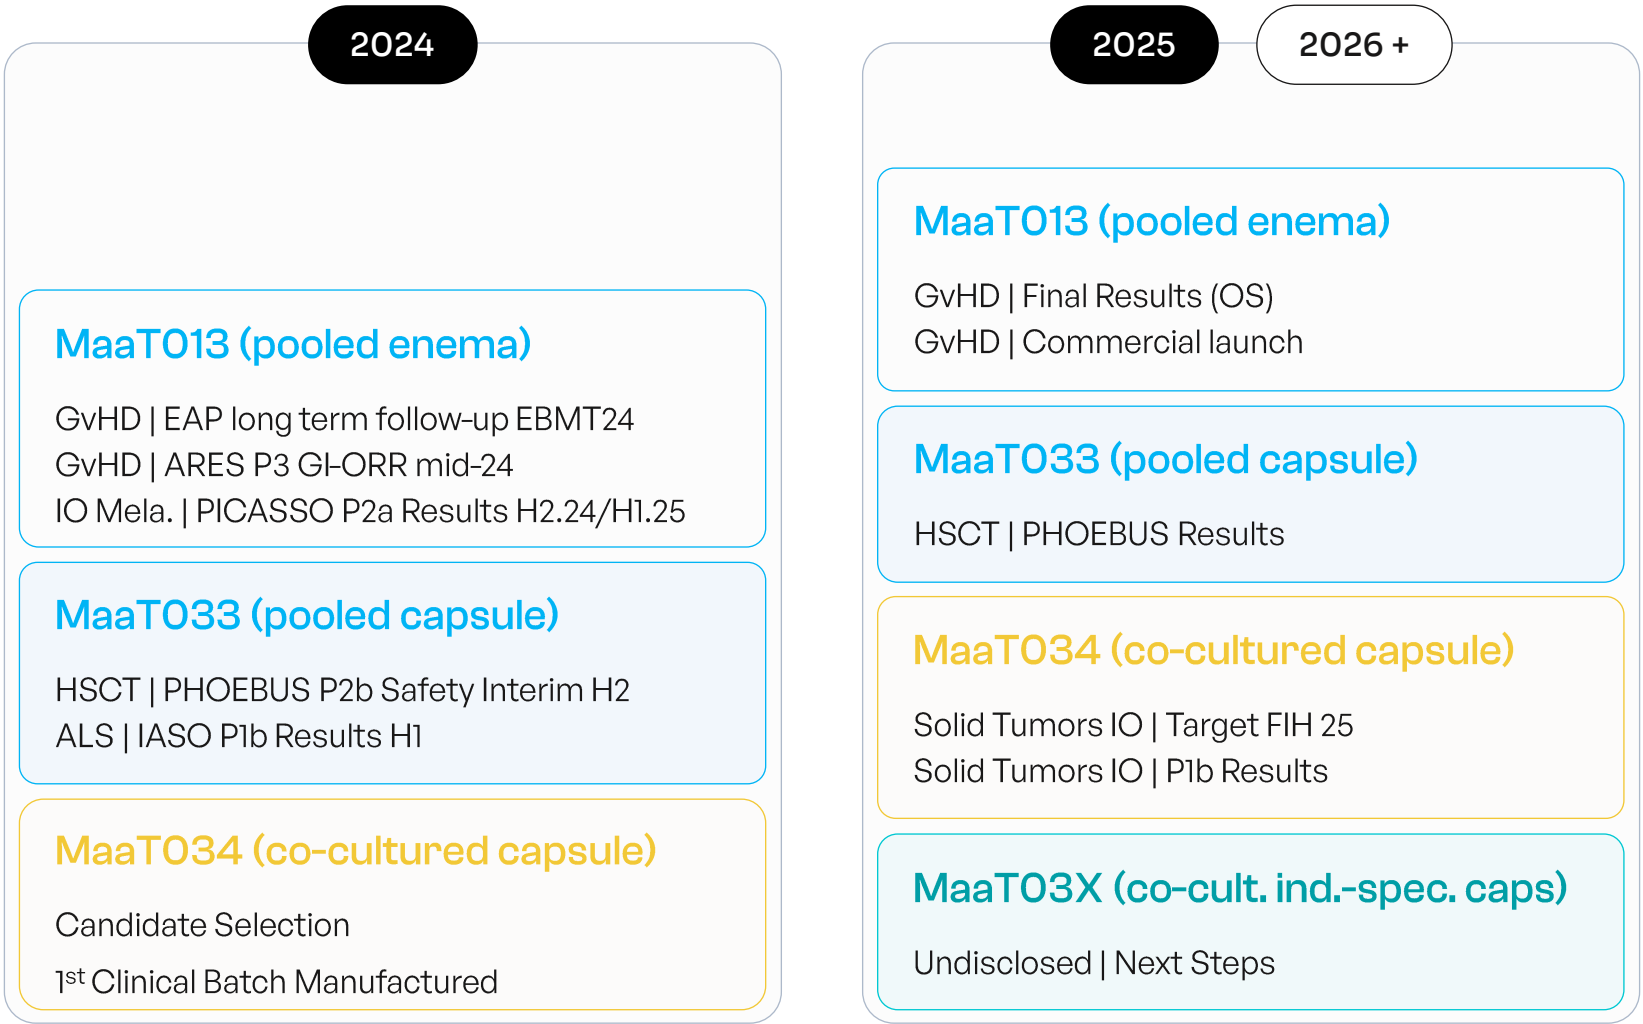 2024
MaaT013 (pooled enema)
GvHD | EAP long term follow-up EBMT24
GvHD | ARES P3 GI-ORR mid-24
IO Mela. | PICASSO P2a Results H2.24/H1.25
MaaT033 (pooled capsule)
HSCT | PHOEBUS P2b Safety Interim H2
ALS | IASO P1b Results H1
MaaT034 (co-cultured capsule)
Candidate Selection
1st Clinical Batch Manufactured
2025
2026 +
MaaT013 (pooled enema)
GvHD | Final Results (OS)
GvHD | Commercial launch
MaaT033 (pooled capsule)
HSCT | PHOEBUS Results
MaaT034 (co-cultured capsule)
Solid Tumors IO | Target FIH 25
Solid Tumors IO | P1b Results
MaaT03X (co-cult. ind.-spec. caps)
Undisclosed | Next Steps